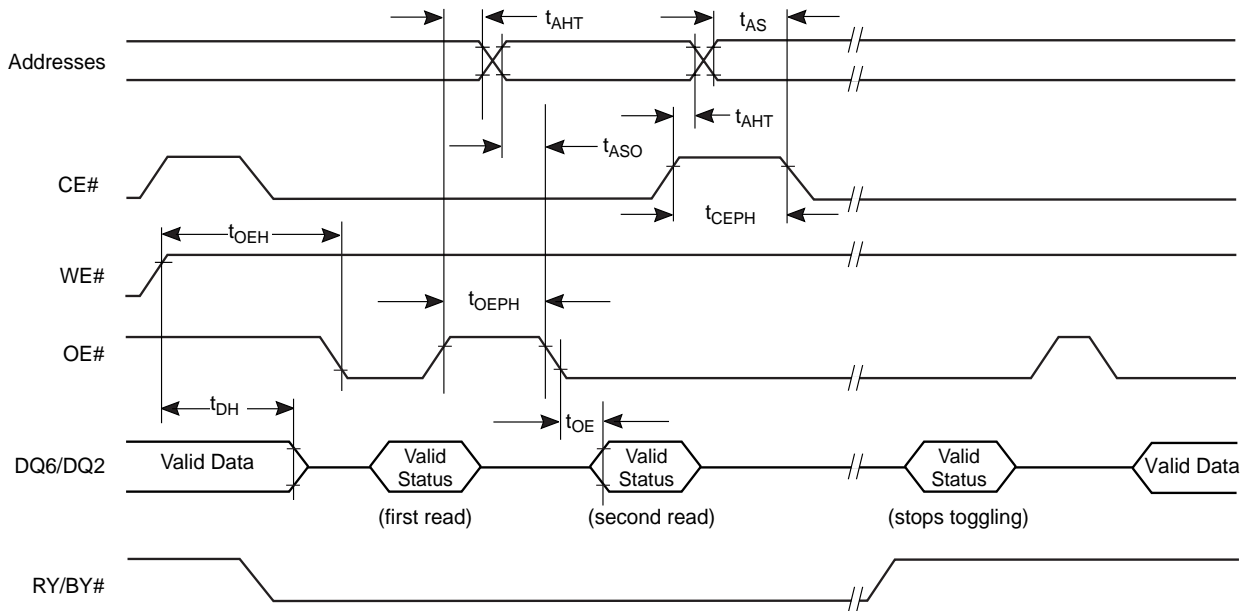 tAHT
tAS
Addresses
tAHT
tASO
CE#
tCEPH
tOEH
WE#
tOEPH
OE#
tDH
tOE
DQ6/DQ2
Valid Data
Valid
Status
Valid
Status
Valid
Status
Valid Data
(first read)
(second read)
(stops toggling)
RY/BY#